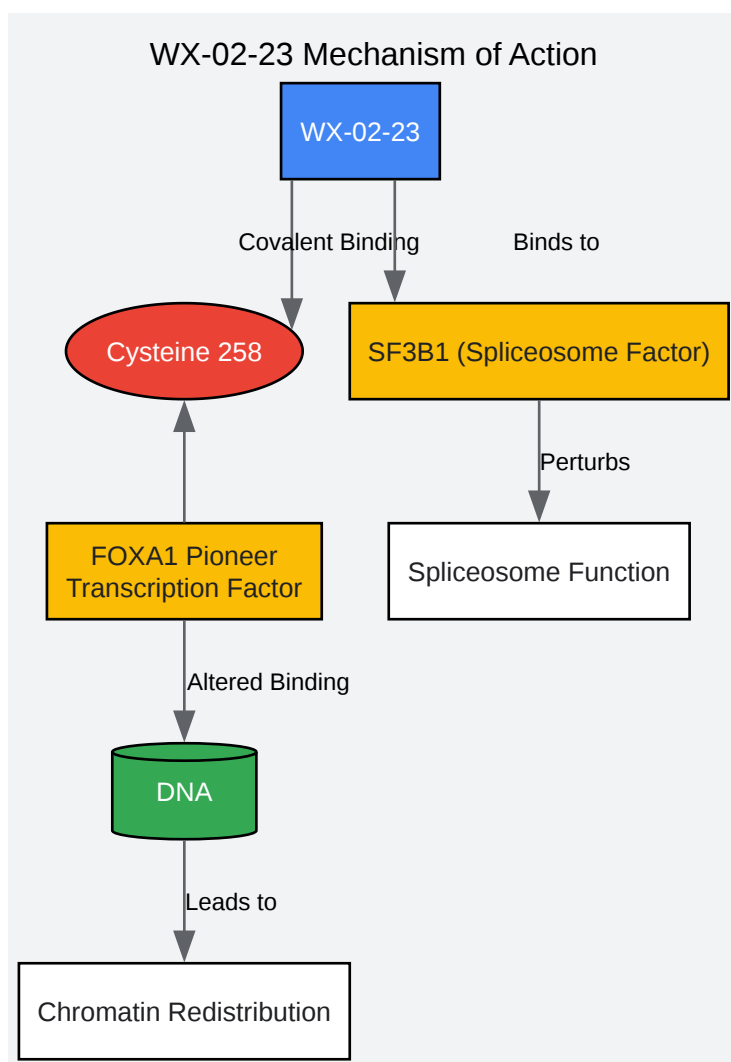 WX-02-23 Mechanism of Action
WX-02-23
Covalent Binding
Binds to
Cysteine 258
SF3B1 (Spliceosome Factor)
Perturbs
FOXA1 Pioneer
Transcription Factor
Spliceosome Function
Altered Binding
DNA
Leads to
Chromatin Redistribution